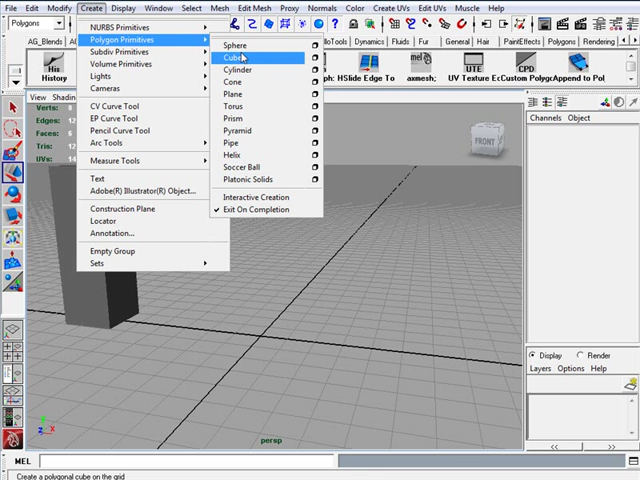 File Edit Modify Create Display Window Select Mesh Edit Mesh Proxy Normals Color Create UVs Edit UVs Help
Polygons
AG_Blends
Tools Dynamics Fluids Fur General Hair PaintEffects Polygons Rendering
His
History
mel
UTE
CPD
HSlide Edge To
axmesh;
UV Texture Ec
Custom Polygo
Append to Pol
NURBS Primitives
Polygon Primitives
Subdiv Primitives
Volume Primitives
Lights
Cameras
CV Curve Tool
EP Curve Tool
Pencil Curve Tool
Arc Tools
Measure Tools
Text
Adobe(R) Illustrator(R) Object...
Construction Plane
Locator
Annotation...
Empty Group
Sets
Sphere
Cube
Cylinder
Cone
Plane
Torus
Prism
Pyramid
Pipe
Helix
Soccer Ball
Platonic Solids
Interactive Creation
Exit On Completion
View Shading
Verts:
Edges:
Faces:
UVs:
FRONT
persp
z x
Channels Object
Display Render
Layers Options Help
MEL
Create a polygonal cube on the grid